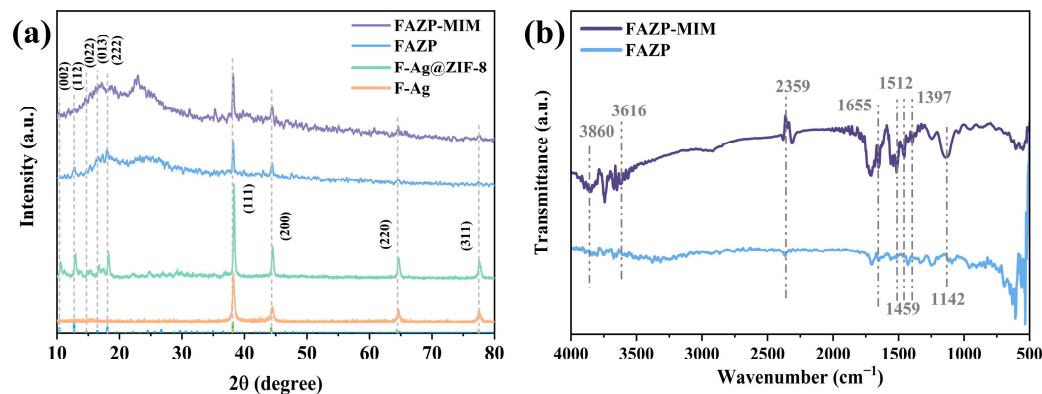 (a)
FAZP-MIM
FAZP
F-Ag@ZIF-8
F-Ag
(002)
(112)
(022)
(013)
(222)
(111)
(200)
(220)
(311)
Intensity (a.u.)
10 20 30 40 50 60 70 80
2θ (degree)
(b)
FAZP-MIM
FAZP
3860
3616
2359
1655
1512
1397
1459
1142
Transmittance (a.u.)
4000 3500 3000 2500 2000 1500 1000 500
Wavenumber (cm⁻¹)